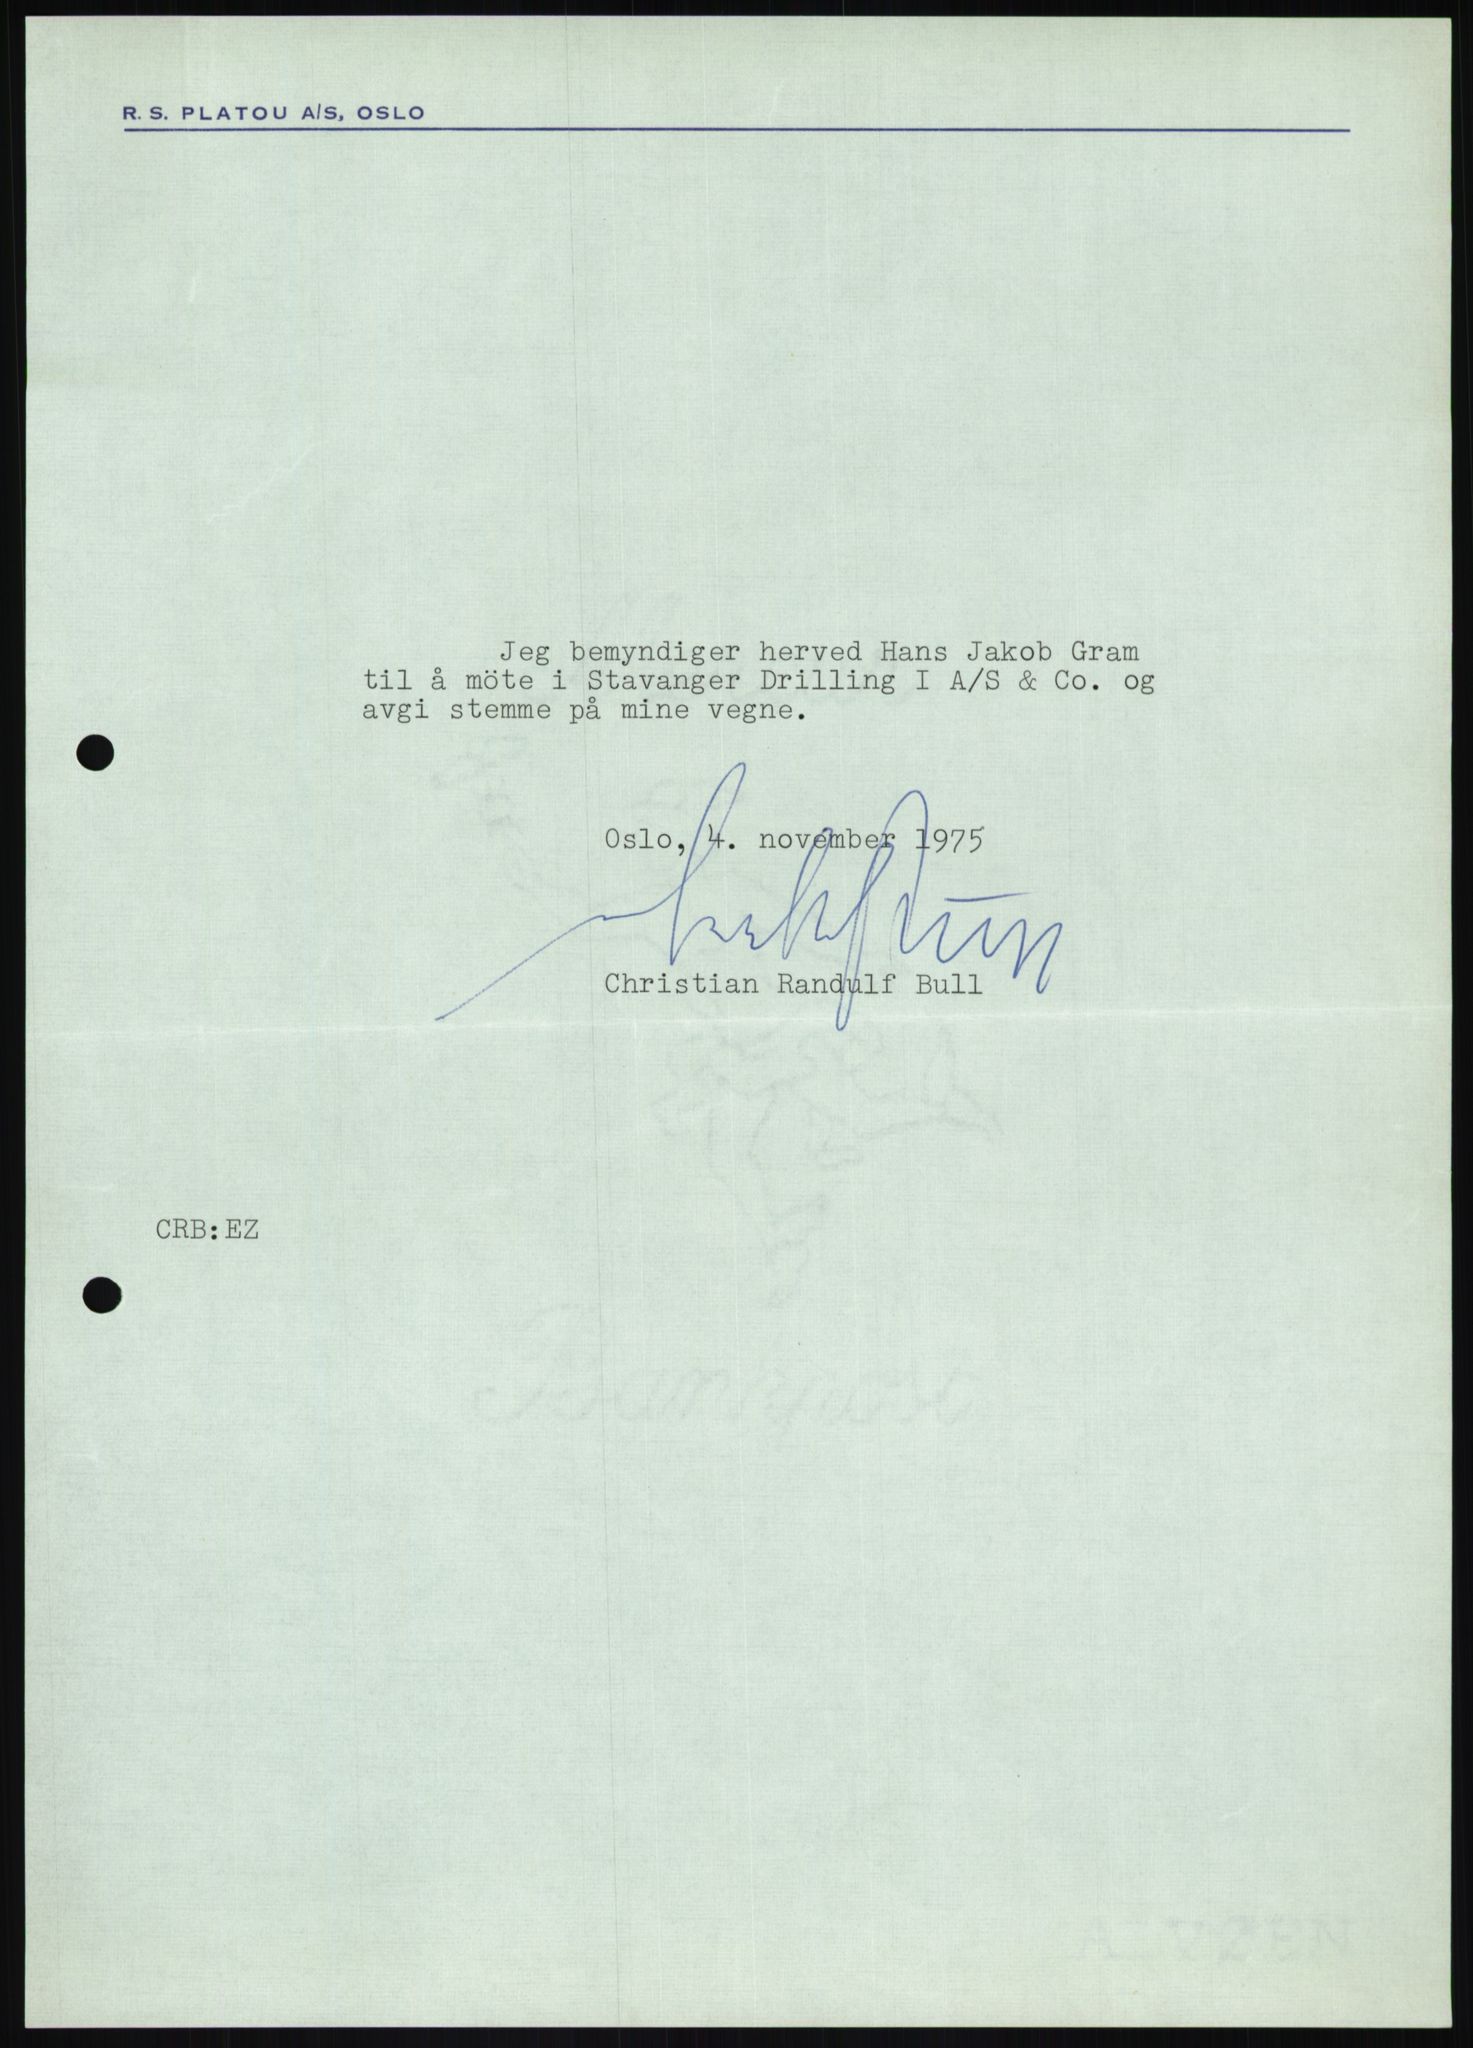 R. S. PLATOU A/S, OSLO
Jeg bemyndiger herved Hans Jakob Gram
til å möte i Stavanger Drilling I A/S & Co. og
avgi stemme på mine vegne.
Oslo, 4. november 1975
Christian Randulf Bull
CRB:EZ